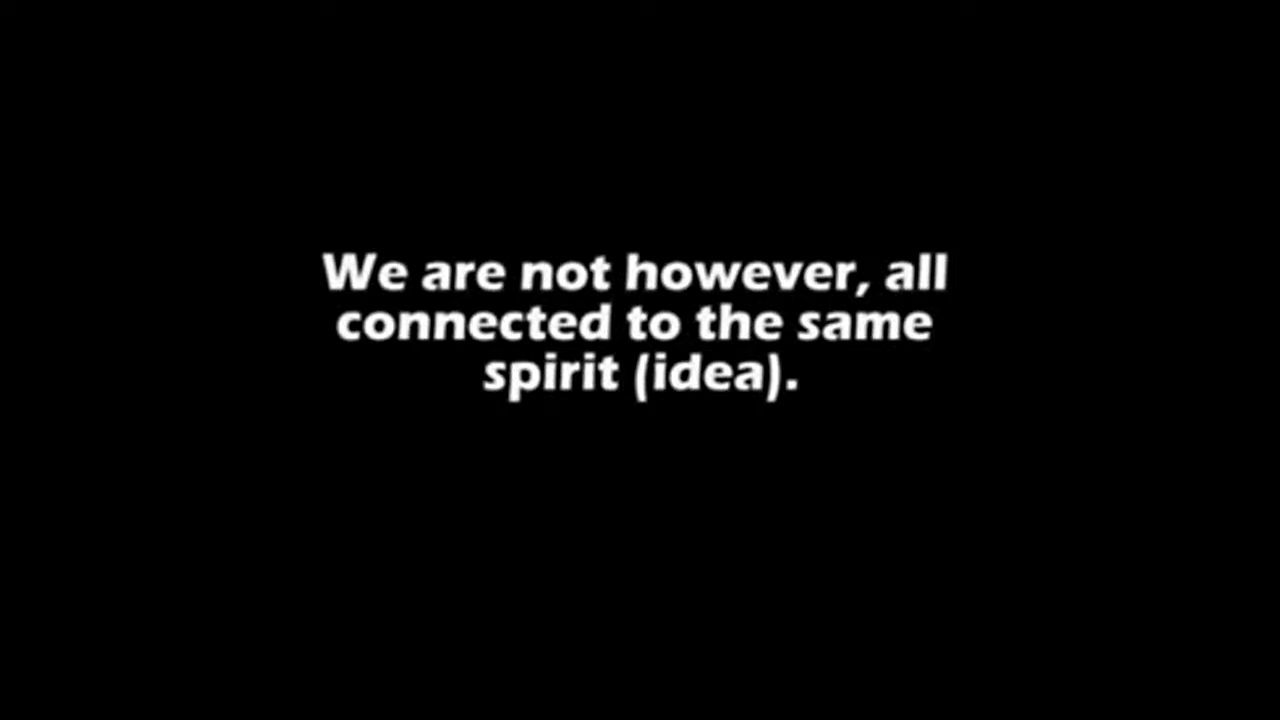 We are not however, all
connected to the same
spirit (idea).